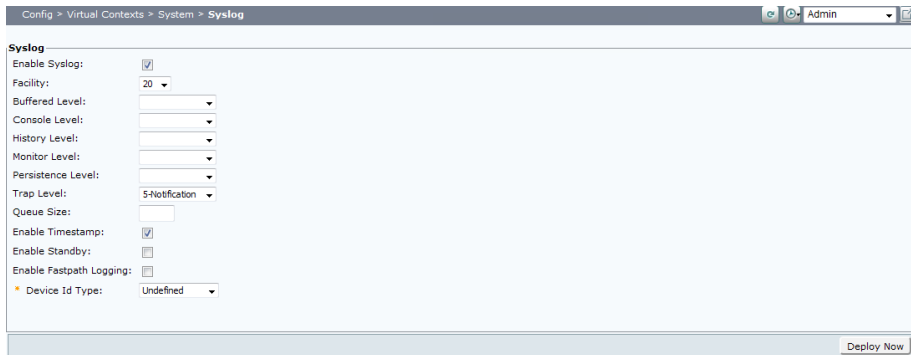 Config > Virtual Contexts > System > Syslog
Admin
Syslog
Enable Syslog:
Facility: 20
Buffered Level:
Console Level:
History Level:
Monitor Level:
Persistence Level:
Trap Level: 5-Notification
Queue Size:
Enable Timestamp:
Enable Standby:
Enable Fastpath Logging:
* Device Id Type: Undefined
Deploy Now